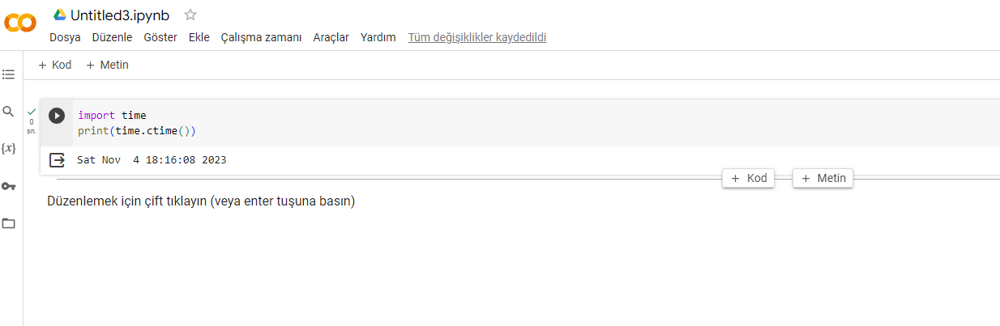 Untitled3.ipynb
Dosya Düzenle Göster Ekle Çalışma zamanı Araçlar Yardım Tüm değişiklikler kaydedildi
+ Kod + Metin
import time
print(time.ctime())
0
sn.
{x}
Sat Nov  4 18:16:08 2023
+ Kod + Metin
Düzenlemek için çift tıklayın (veya enter tuşuna basın)